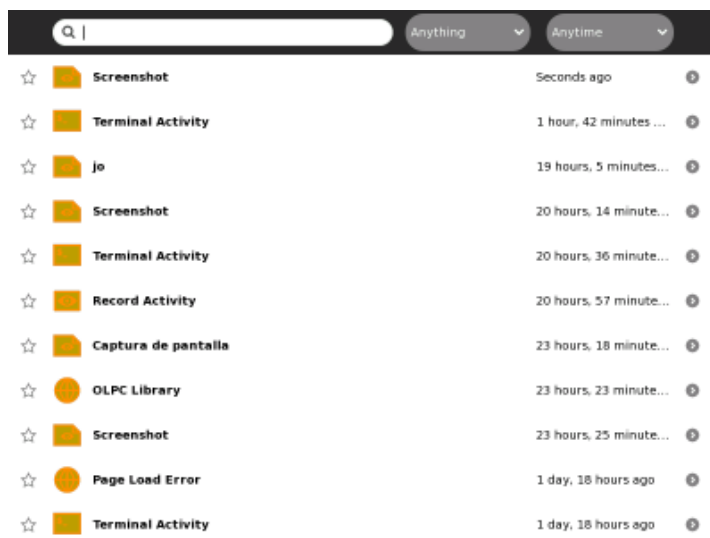 Anything Anytime
Screenshot Seconds ago
Terminal Activity 1 hour, 42 minutes ...
jo 19 hours, 5 minutes...
Screenshot 20 hours, 14 minute...
Terminal Activity 20 hours, 36 minute...
Record Activity 20 hours, 57 minute...
Captura de pantalla 23 hours, 18 minute...
OLPC Library 23 hours, 23 minute...
Screenshot 23 hours, 25 minute...
Page Load Error 1 day, 18 hours ago
Terminal Activity 1 day, 18 hours ago